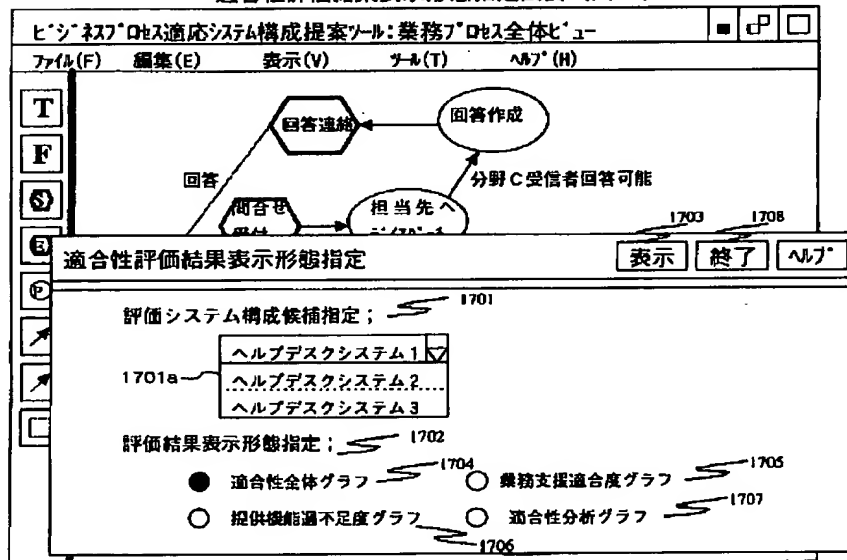 ビジネスプロセス適応システム構成提案ツール:業務プロセス全体ビュー
ファイル(F) 編集(E) 表示(V) ツール(T) ヘルプ(H)
T
F
S
E
P
回答連絡
回答作成
回答
分野C受信者回答可能
問合せ
担当先へ
適合性評価結果表示形態指定
表示 終了 ヘルプ
1703
1708
評価システム構成候補指定;
1701
1701a
ヘルプデスクシステム1
ヘルプデスクシステム2
ヘルプデスクシステム3
評価結果表示形態指定;
1702
適合性全体グラフ
1704
業務支援適合度グラフ
1705
提供機能過不足度グラフ
1706
適合性分析グラフ
1707